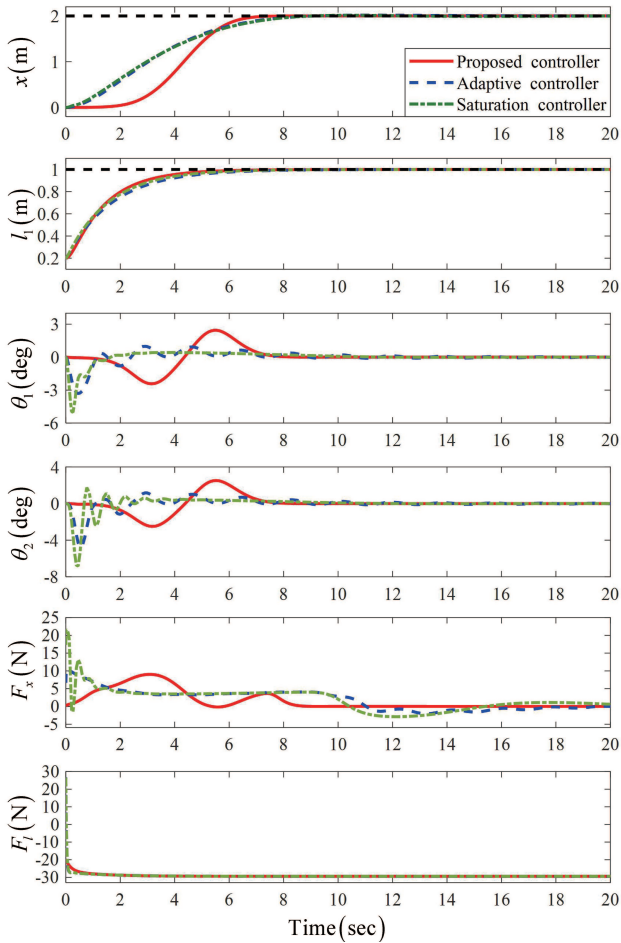 2
1
0
x(m)
Proposed controller
Adaptive controller
Saturation controller
0 2 4 6 8 10 12 14 16 18 20
1
0.8
0.6
0.4
0.2
l₁(m)
0 2 4 6 8 10 12 14 16 18 20
3
0
-3
-6
θ₁(deg)
0 2 4 6 8 10 12 14 16 18 20
4
0
-4
-8
θ₂(deg)
0 2 4 6 8 10 12 14 16 18 20
25
20
15
10
5
0
-5
Fₓ(N)
0 2 4 6 8 10 12 14 16 18 20
30
20
10
0
-10
-20
-30
Fₗ(N)
0 2 4 6 8 10 12 14 16 18 20
Time(sec)